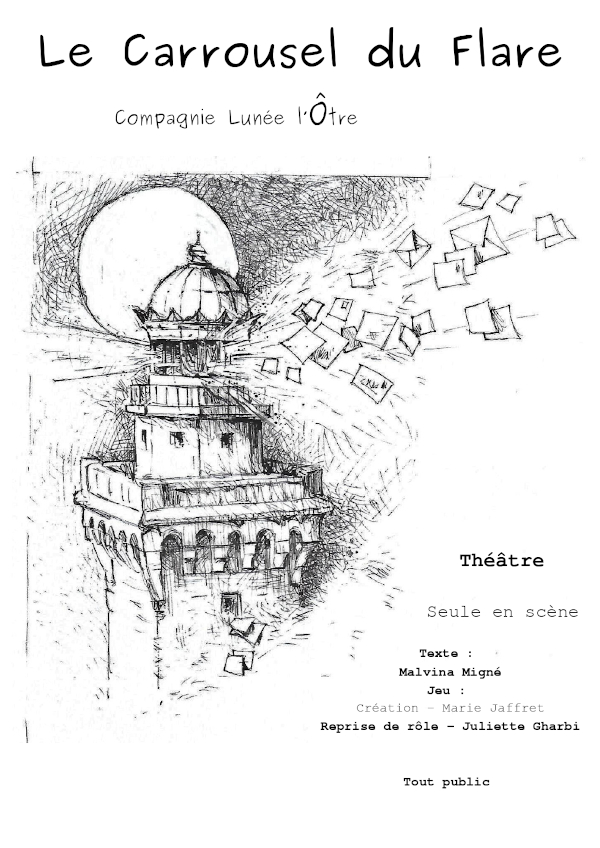 Le Carrousel du Flare
Compagnie Lunée l'Ôtre
Théâtre
Seule en scène
Texte :
Malvina Migné
Jeu :
Création – Marie Jaffret
Reprise de rôle – Juliette Gharbi
Tout public